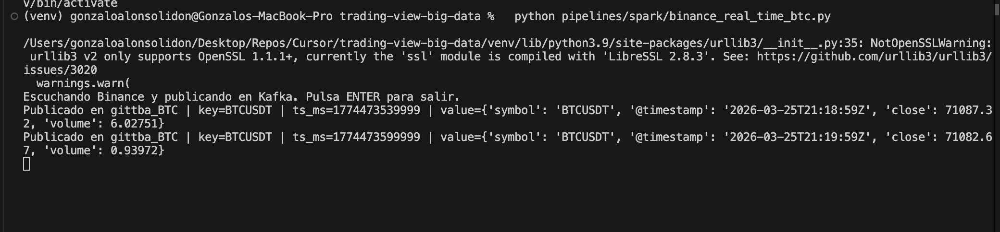 v/bin/activate
(venv) gonzaloalonsolidon@Gonzalos-MacBook-Pro trading-view-big-data %   python pipelines/spark/binance_real_time_btc.py
/Users/gonzaloalonsolidon/Desktop/Repos/Cursor/trading-view-big-data/venv/lib/python3.9/site-packages/urllib3/__init__.py:35: NotOpenSSLWarning:
 urllib3 v2 only supports OpenSSL 1.1.1+, currently the 'ssl' module is compiled with 'LibreSSL 2.8.3'. See: https://github.com/urllib3/urllib3/
issues/3020
  warnings.warn(
Escuchando Binance y publicando en Kafka. Pulsa ENTER para salir.
Publicado en gittba_BTC | key=BTCUSDT | ts_ms=1774473539999 | value={'symbol': 'BTCUSDT', '@timestamp': '2026-03-25T21:18:59Z', 'close': 71087.3
2, 'volume': 6.02751}
Publicado en gittba_BTC | key=BTCUSDT | ts_ms=1774473599999 | value={'symbol': 'BTCUSDT', '@timestamp': '2026-03-25T21:19:59Z', 'close': 71082.6
7, 'volume': 0.93972}